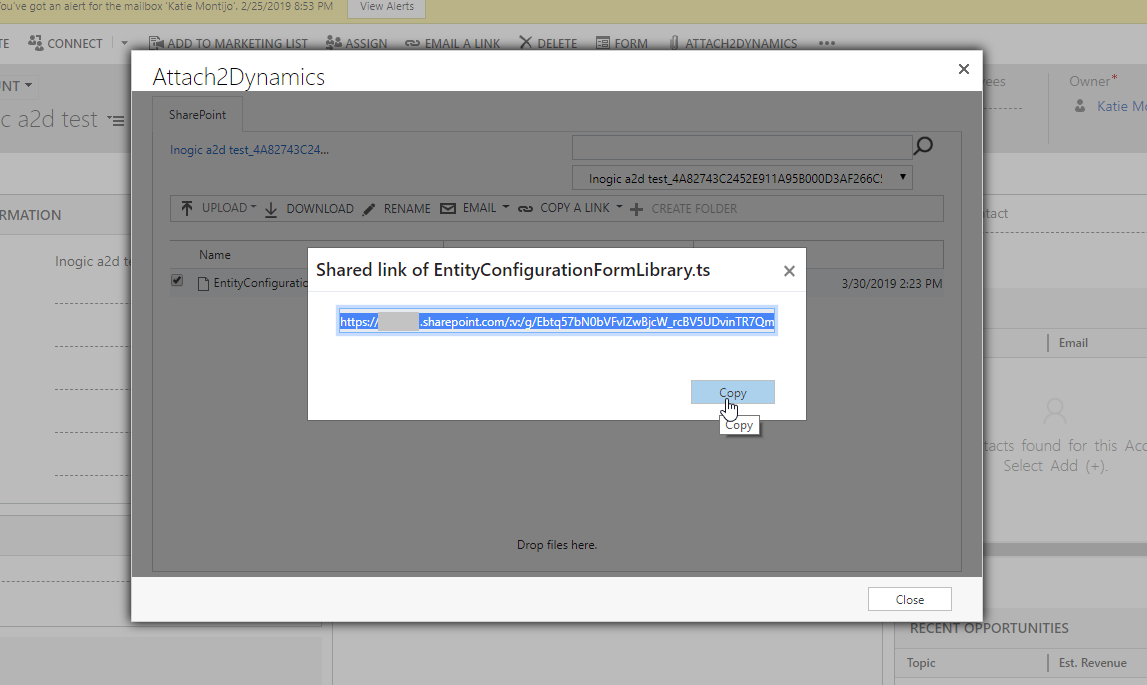 You've got an alert for the mailbox 'Katie Montijo'. 2/25/2019 8:53 PM
View Alerts
TE CONNECT ADD TO MARKETING LIST ASSIGN EMAIL A LINK DELETE FORM ATTACH2DYNAMICS •••
Attach2Dynamics
NT
c a2d test
ees
Owner*
Katie Mo
SharePoint
Inogic a2d test_4A82743C24...
Inogic a2d test_4A82743C2452E911A95B000D3AF266C
UPLOAD DOWNLOAD RENAME EMAIL COPY A LINK CREATE FOLDER
RMATION
tact
Name
Inogic a2d te
Shared link of EntityConfigurationFormLibrary.ts
EntityConfiguratio
3/30/2019 2:23 PM
https:// .sharepoint.com/:v:/g/Ebtq57bN0bVFvIZwBjcW_rcBV5UDvinTR7Qm
Email
Copy
Copy
tacts found for this Acc
Select Add (+).
Drop files here.
Close
RECENT OPPORTUNITIES
Topic Est. Revenue